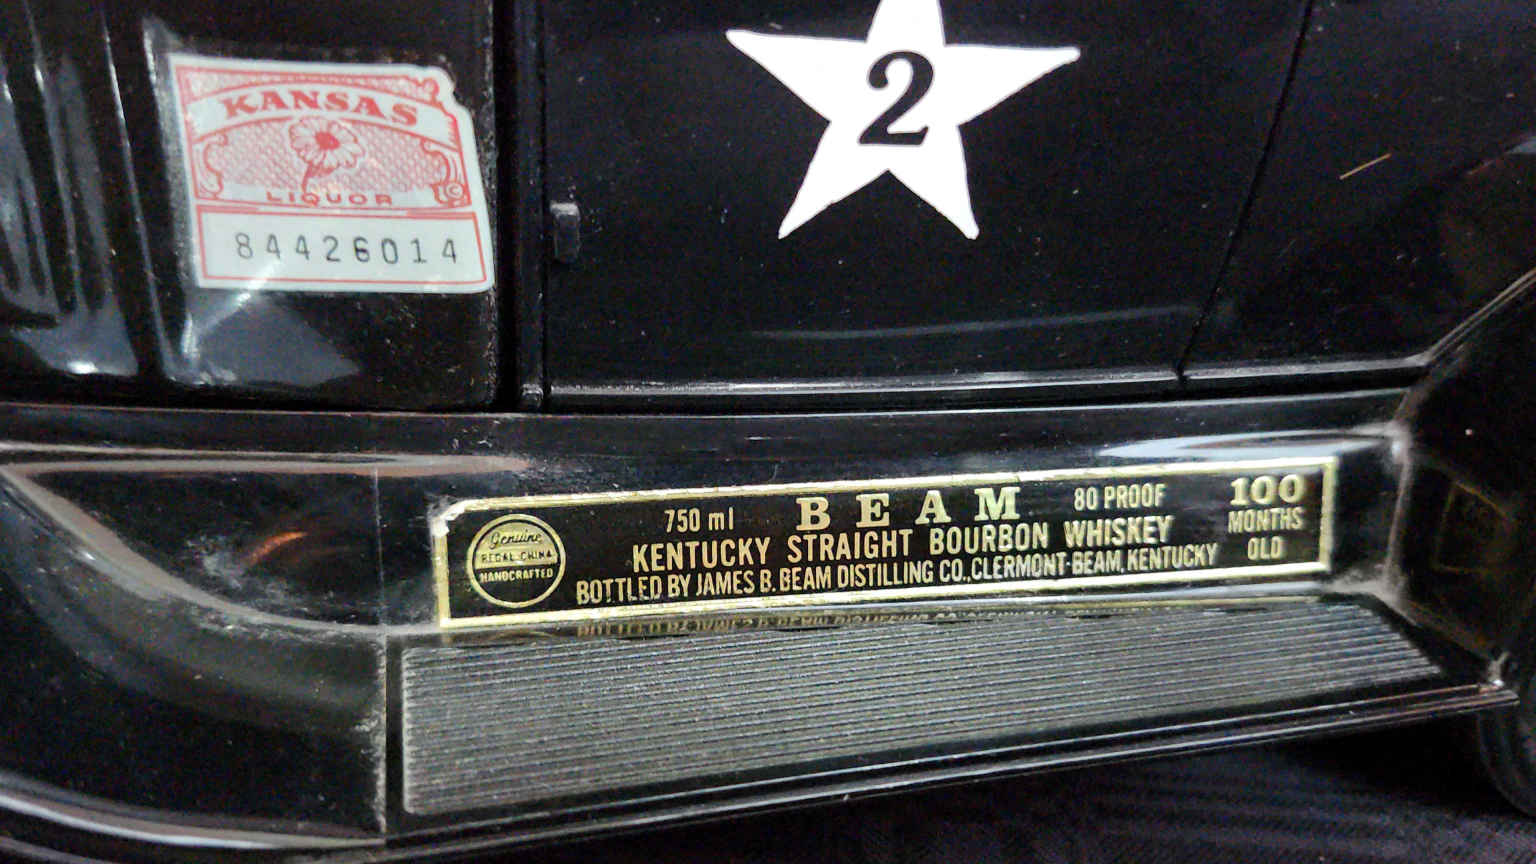 KANSAS
LIQUOR
©
84426014
2
Genuine
REGAL CHINA
HANDCRAFTED
750 ml
BEAM
80 PROOF
KENTUCKY STRAIGHT BOURBON WHISKEY
BOTTLED BY JAMES B. BEAM DISTILLING CO., CLERMONT-BEAM, KENTUCKY
100
MONTHS
OLD